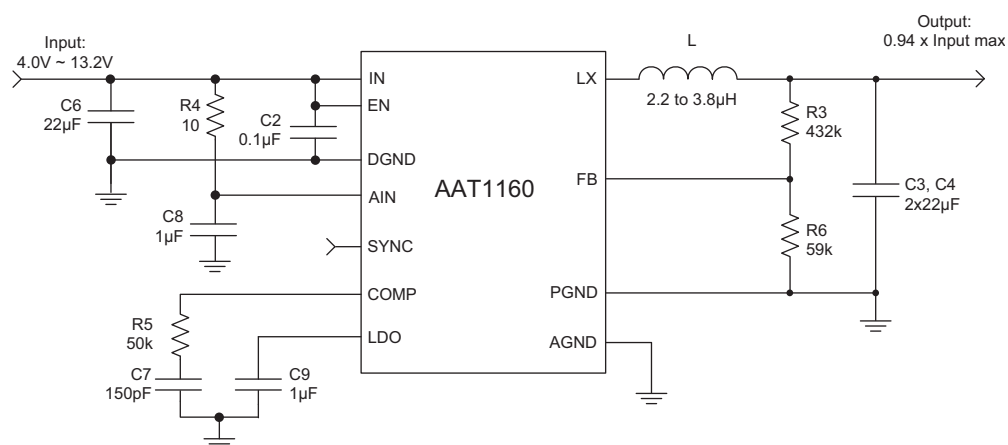 Input:
4.0V ~ 13.2V
C6
22µF
R4
10
C2
0.1µF
C8
1µF
R5
50k
C7
150pF
C9
1µF
IN
EN
DGND
AIN
SYNC
COMP
LDO
AAT1160
LX
FB
PGND
AGND
L
2.2 to 3.8µH
R3
432k
R6
59k
C3, C4
2x22µF
Output:
0.94 x Input max